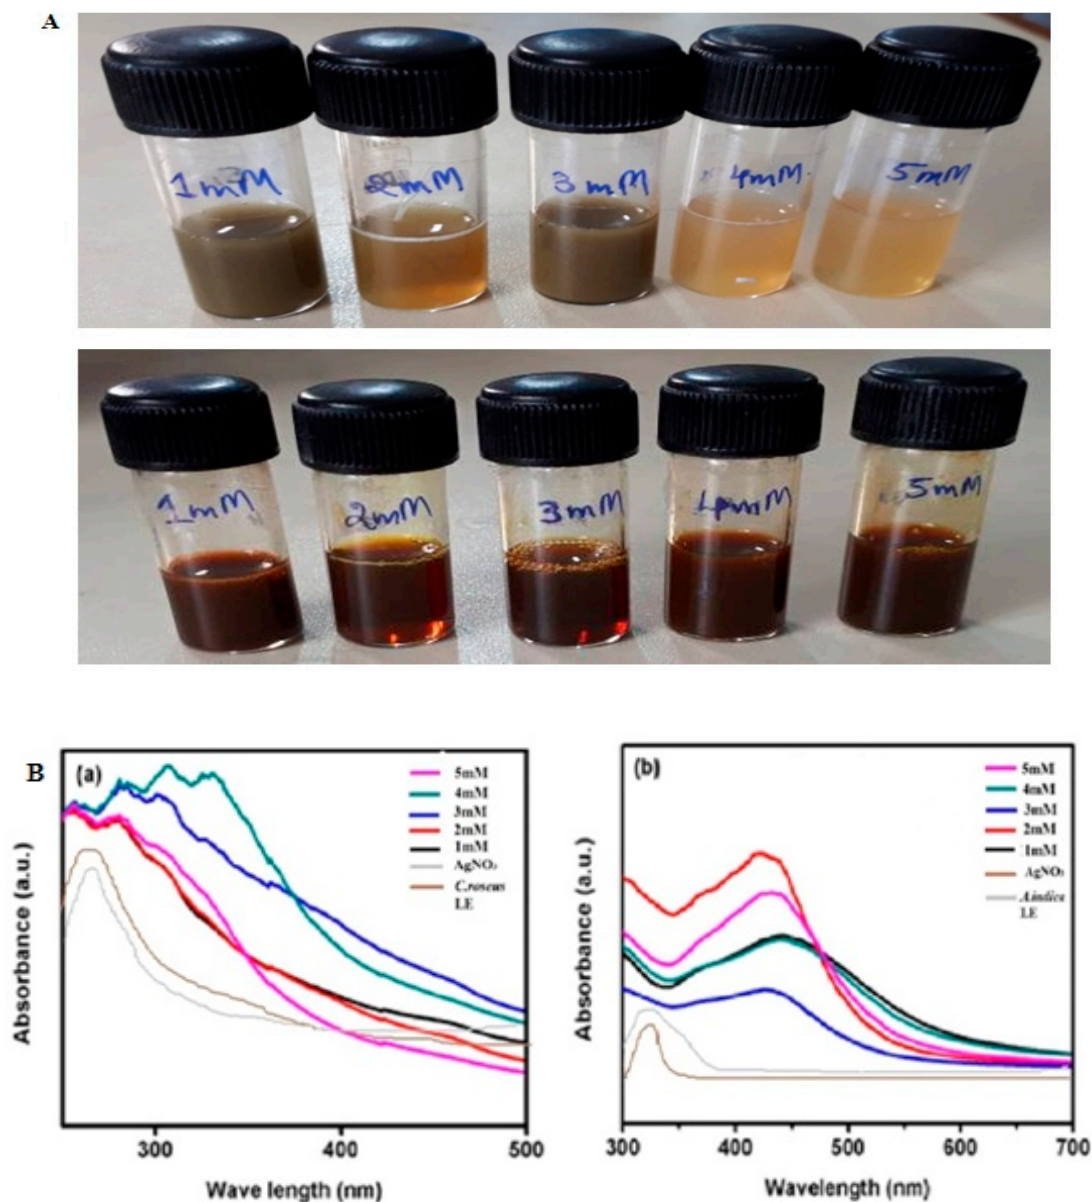 A
1mM 2mM 3mM 4mM. 5mM
1mM 2mM 3mM 4mM 5mM
B
(a)
5mM
4mM
3mM
2mM
1mM
AgNO₃
C.roseus
LE
Absorbance (a.u.)
300 400 500
Wave length (nm)
(b)
5mM
4mM
3mM
2mM
1mM
AgNO₃
A.indica
LE
Absorbance (a.u.)
300 400 500 600 700
Wavelength (nm)